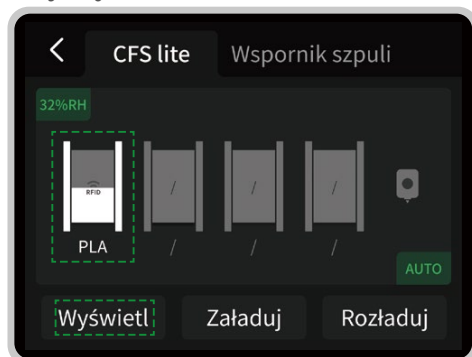 CFS lite
Wspornik szpuli
32%RH
RFID
/ / /
PLA / / /
AUTO
Wyświetl Załaduj Rozładuj